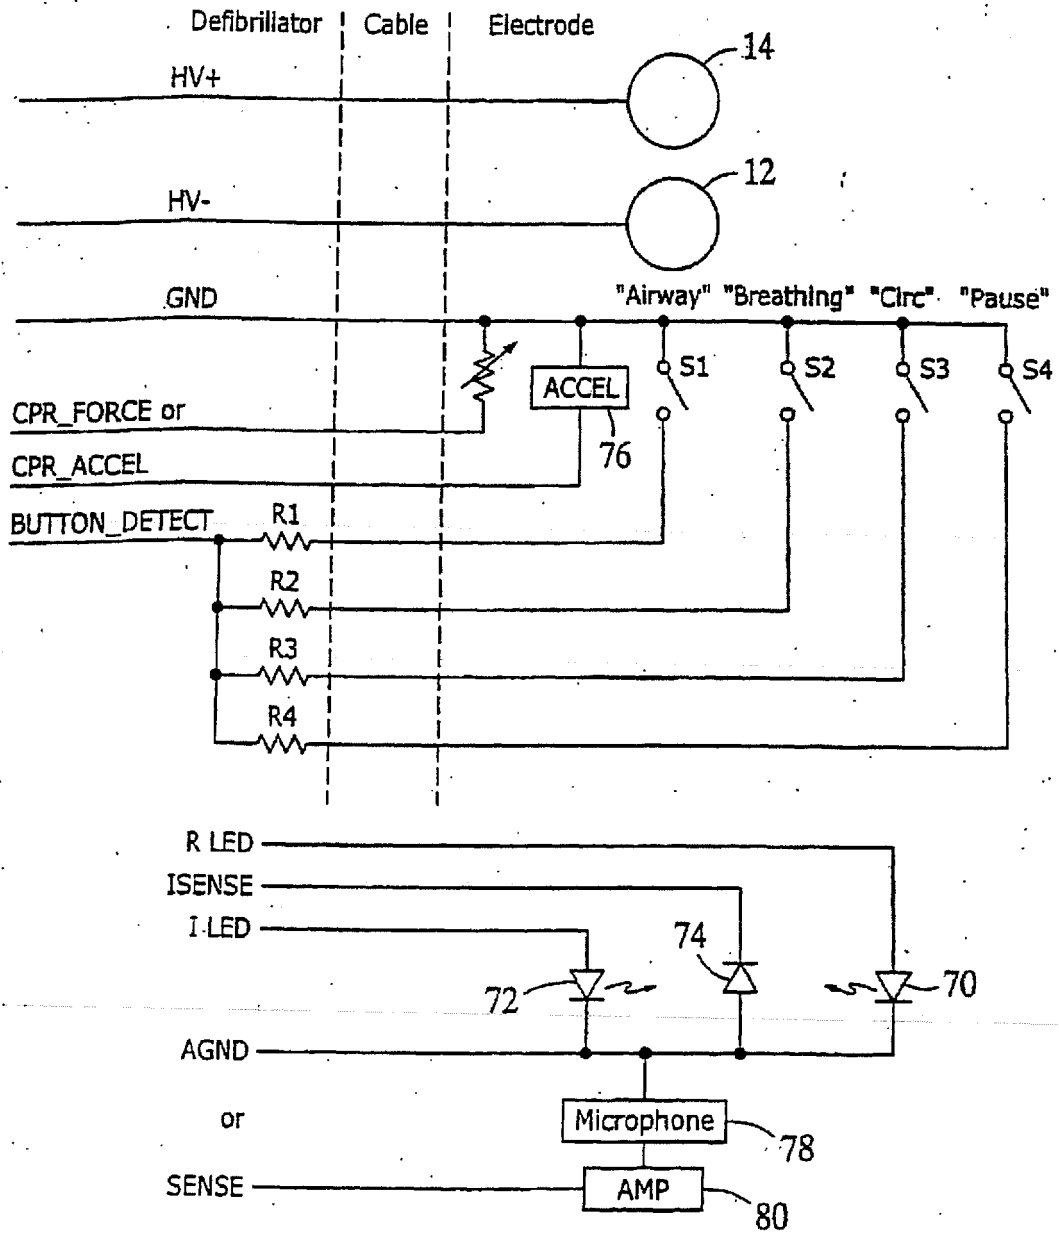 Defibrillator Cable Electrode
14
HV+
12
HV-
GND
"Airway" "Breathing" "Circ" "Pause"
S1 S2 S3 S4
ACCEL
CPR_FORCE or
76
CPR_ACCEL
BUTTON_DETECT
R1
R2
R3
R4
R LED
ISENSE
I LED
74
72
70
AGND
Microphone
or
78
SENSE
AMP
80